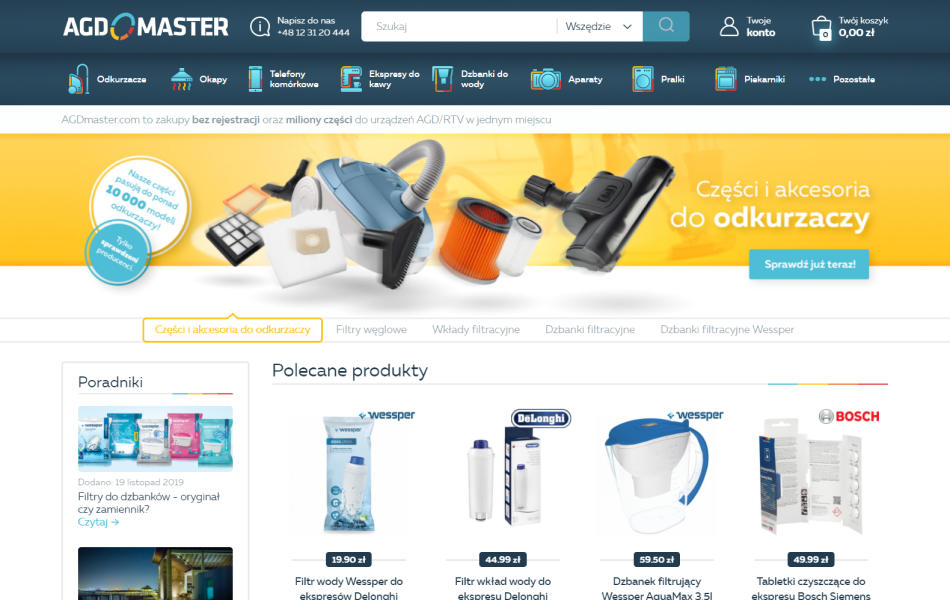 AGD MASTER
Napisz do nas
+48 12 31 20 444
Szukaj
Wszędzie
Twoje
konto
Twój koszyk
0,00 zł
0
Odkurzacze
Okapy
Telefony
komórkowe
Ekspresy do
kawy
Dzbanki do
wody
Aparaty
Pralki
Piekarniki
Pozostałe
AGDmaster.com to zakupy bez rejestracji oraz miliony części do urządzeń AGD/RTV w jednym miejscu
Nasze części
pasują do ponad
10 000 modeli
odkurzaczy!
Tylko
sprawdzeni
producenci.
Części i akcesoria
do odkurzaczy
Sprawdź już teraz!
Części i akcesoria do odkurzaczy
Filtry węglowe
Wkłady filtracyjne
Dzbanki filtracyjne
Dzbanki filtracyjne Wessper
Poradniki
wessper
Dodano: 19 listopad 2019
Filtry do dzbanków - oryginał
czy zamiennik?
Czytaj →
Polecane produkty
wessper
wessper
19.90 zł
Filtr wody Wessper do
ekspresów Delonghi
DeLonghi
44.99 zł
Filtr wkład wody do
ekspresu Delonghi
wessper
59.50 zł
Dzbanek filtrujący
Wessper AquaMax 3.5l
BOSCH
49.99 zł
Tabletki czyszczące do
ekspresu Bosch Siemens